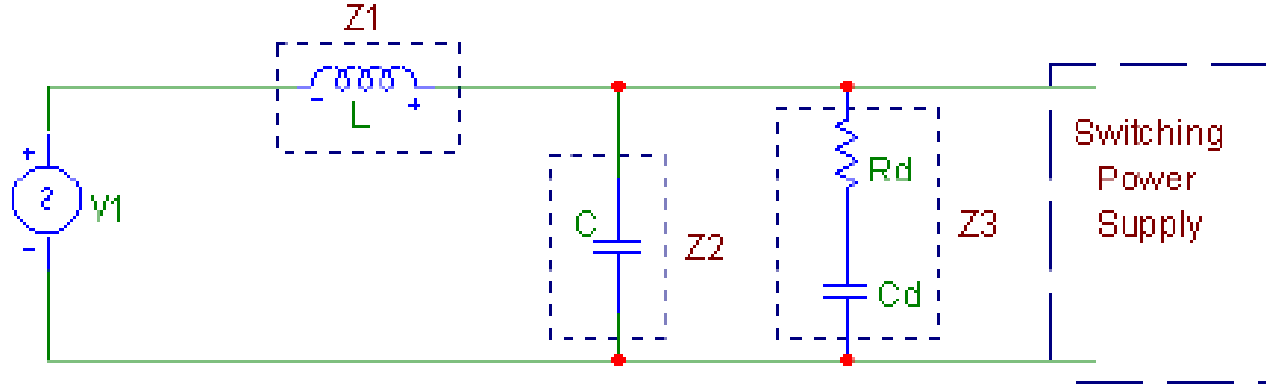 Z1
L
- +
+
V1
-
C
Z2
Rd
Cd
Z3
Switching
Power
Supply